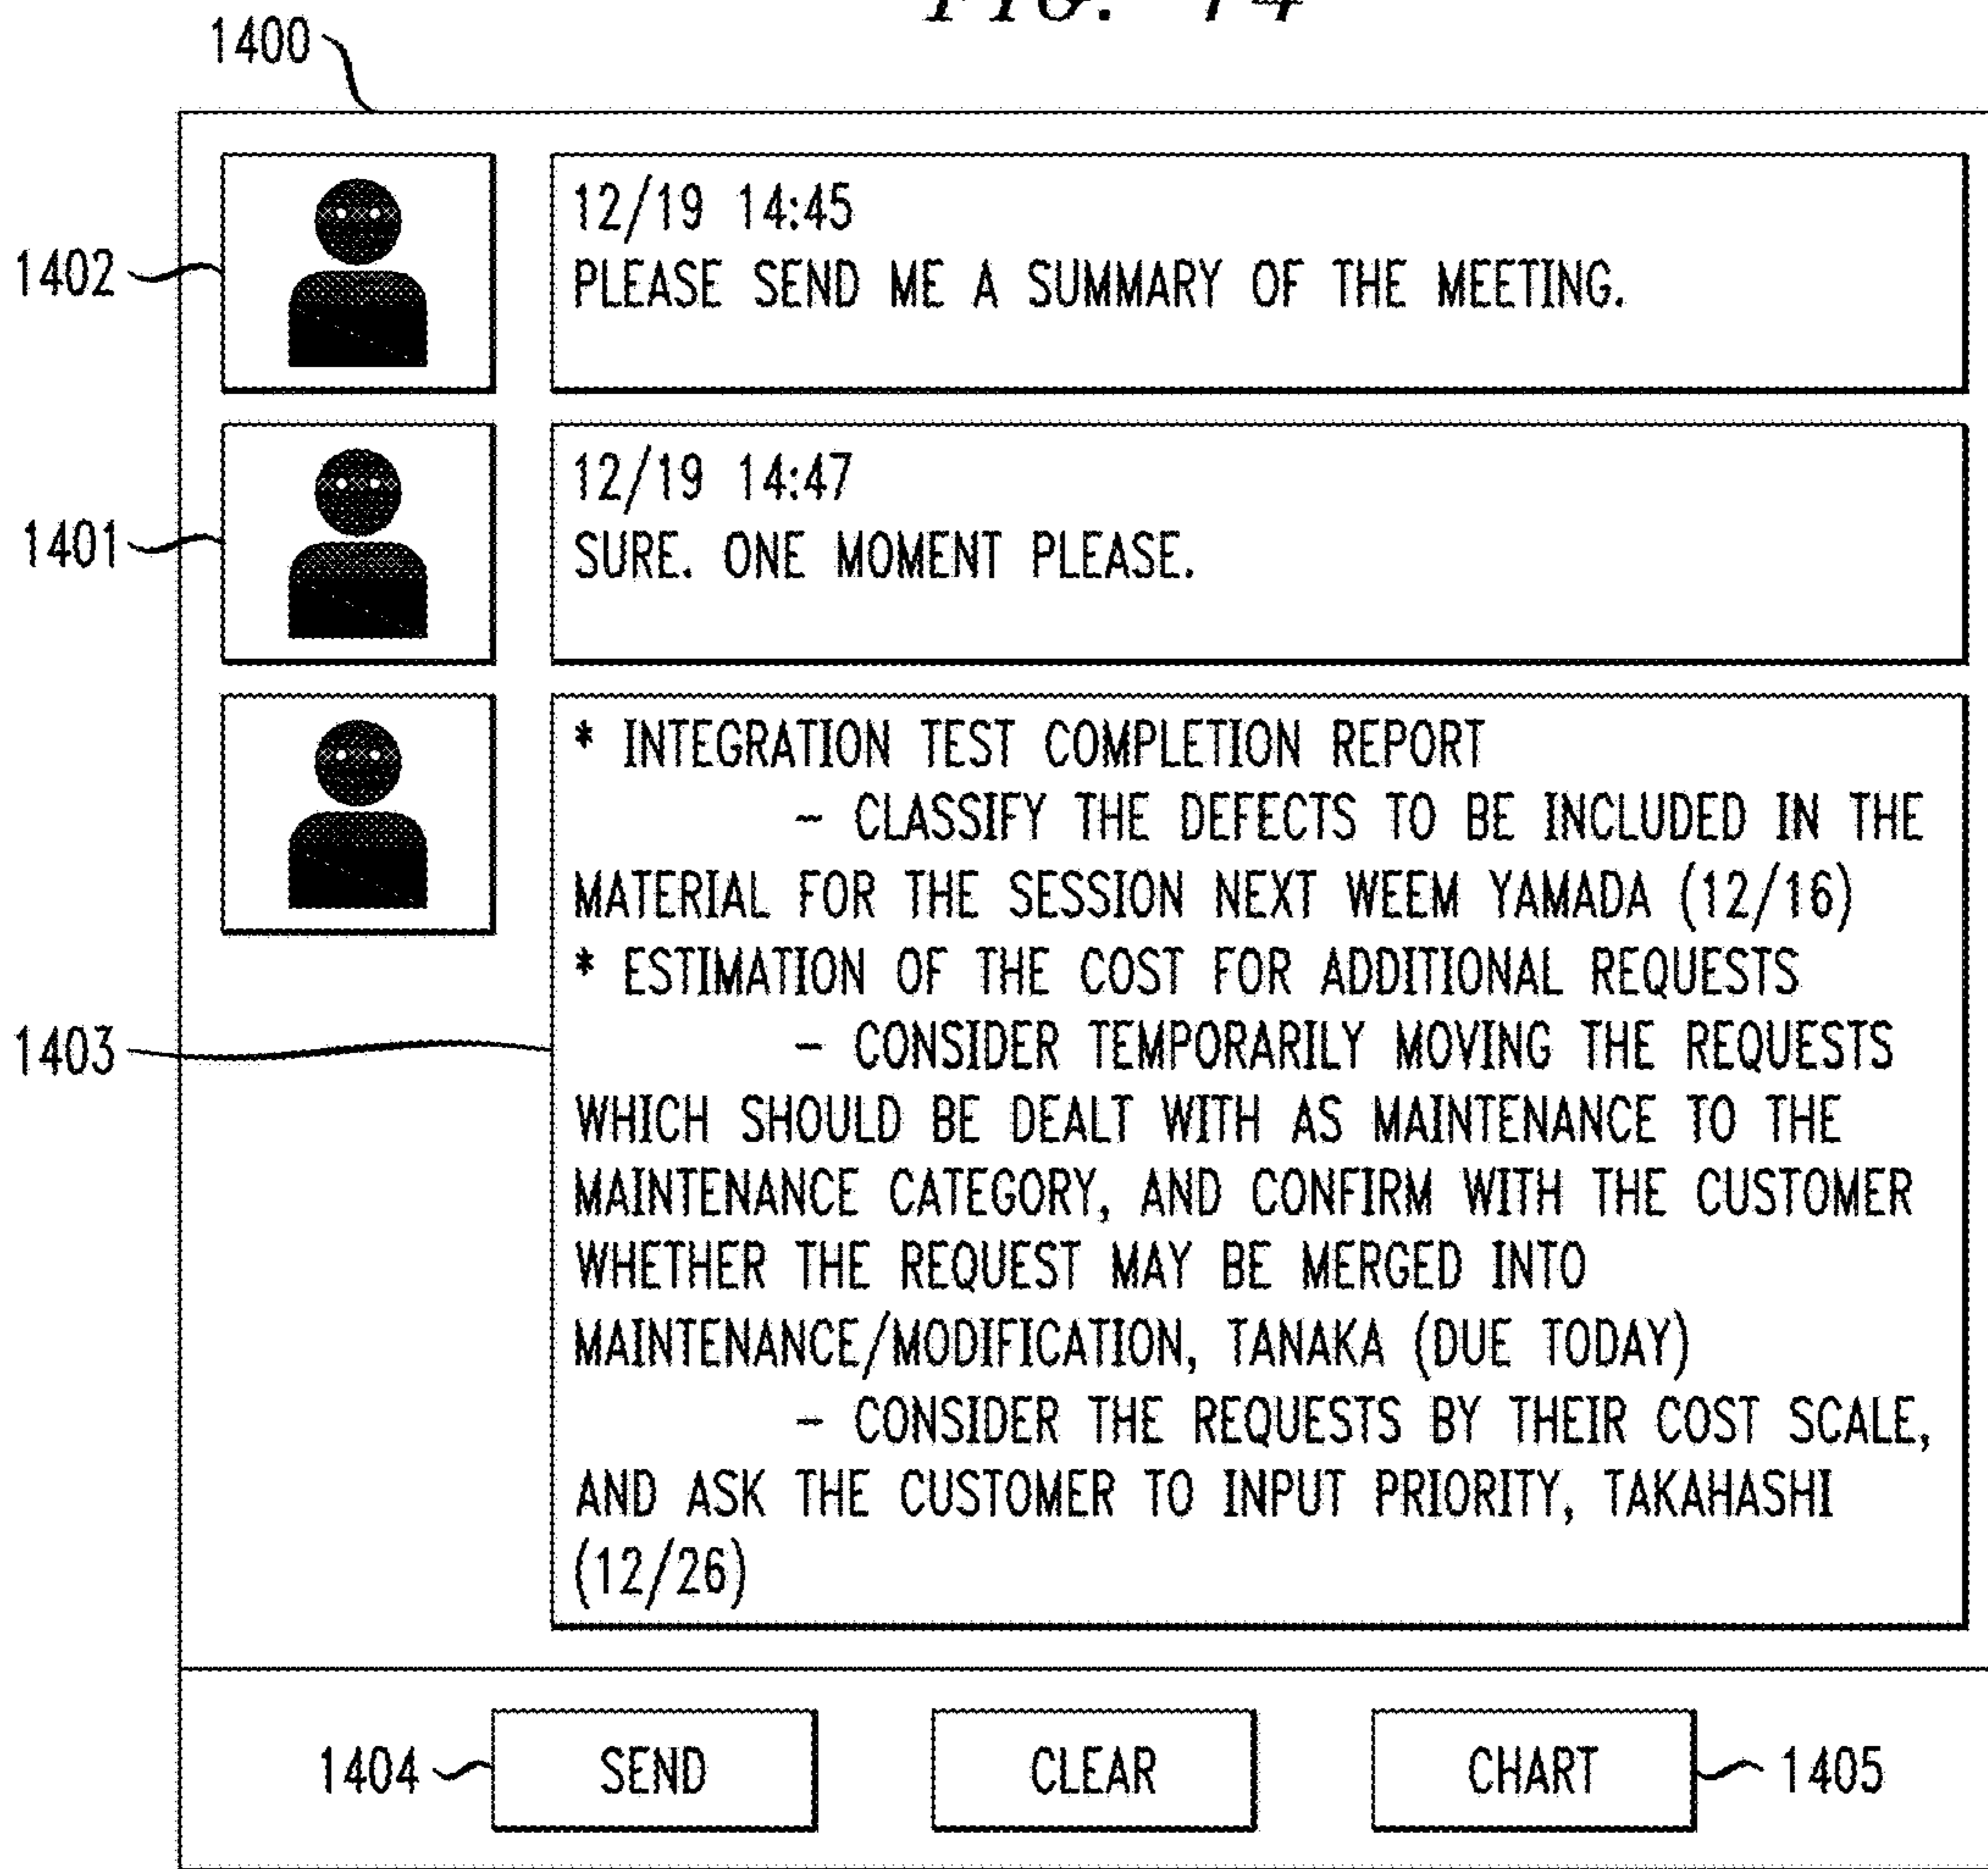 FIG. 14
1400
1402
12/19 14:45
PLEASE SEND ME A SUMMARY OF THE MEETING.
1401
12/19 14:47
SURE. ONE MOMENT PLEASE.
* INTEGRATION TEST COMPLETION REPORT
- CLASSIFY THE DEFECTS TO BE INCLUDED IN THE
MATERIAL FOR THE SESSION NEXT WEEM YAMADA (12/16)
* ESTIMATION OF THE COST FOR ADDITIONAL REQUESTS
1403
- CONSIDER TEMPORARILY MOVING THE REQUESTS
WHICH SHOULD BE DEALT WITH AS MAINTENANCE TO THE
MAINTENANCE CATEGORY, AND CONFIRM WITH THE CUSTOMER
WHETHER THE REQUEST MAY BE MERGED INTO
MAINTENANCE/MODIFICATION, TANAKA (DUE TODAY)
- CONSIDER THE REQUESTS BY THEIR COST SCALE,
AND ASK THE CUSTOMER TO INPUT PRIORITY, TAKAHASHI
(12/26)
1404
SEND
CLEAR
CHART
1405